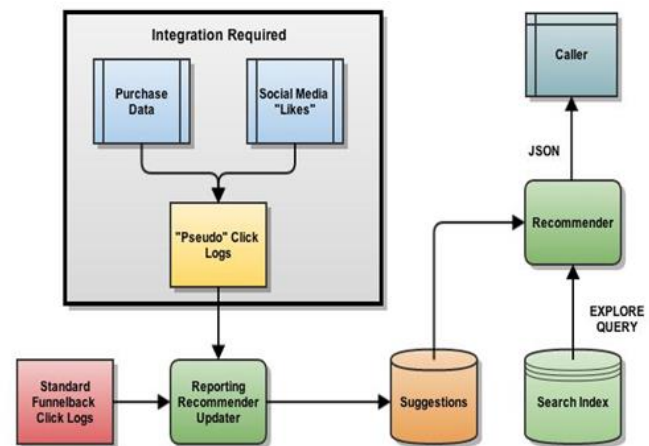 Integration Required
Purchase
Data
Social Media
"Likes"
"Pseudo" Click
Logs
Caller
JSON
Recommender
EXPLORE
QUERY
Standard
Funnelback
Click Logs
Reporting
Recommender
Updater
Suggestions
Search Index